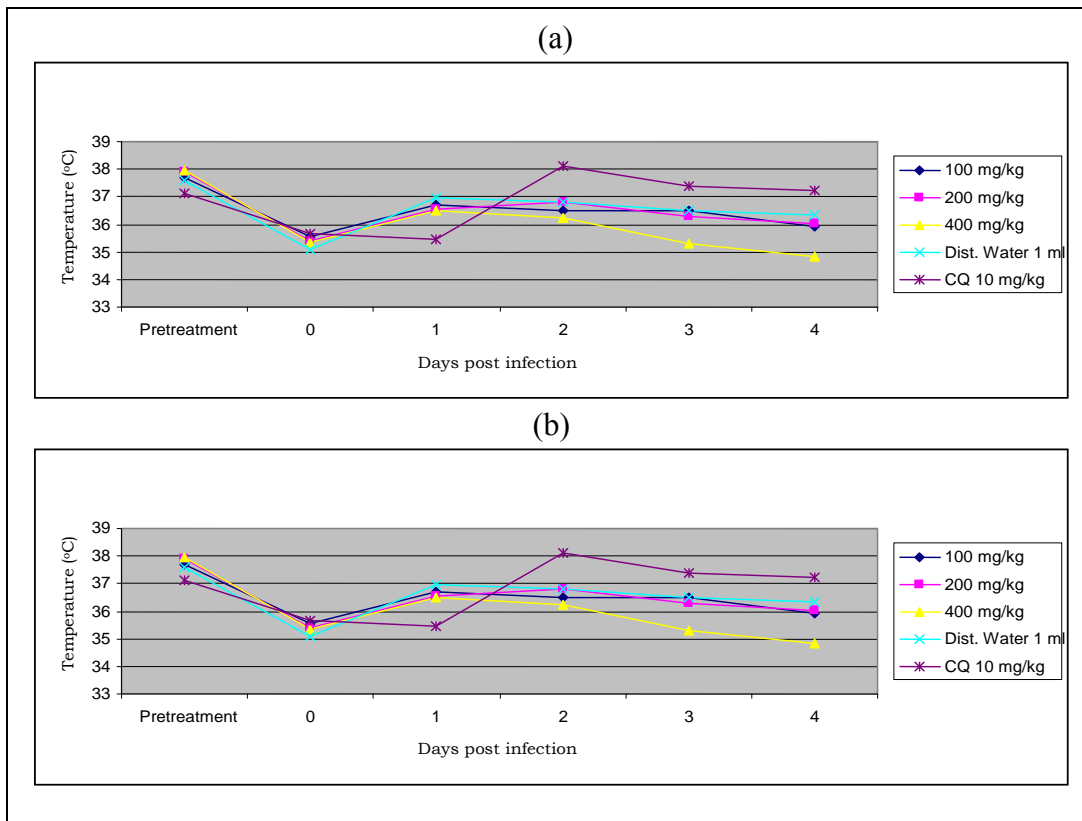 (a)
39
38
37
36
35
34
33
Temperature (oC)
Pretreatment 0 1 2 3 4
Days post infection
100 mg/kg
200 mg/kg
400 mg/kg
Dist. Water 1 ml
CQ 10 mg/kg
(b)
39
38
37
36
35
34
33
Temperature (oC)
Pretreatment 0 1 2 3 4
Days post infection
100 mg/kg
200 mg/kg
400 mg/kg
Dist. Water 1 ml
CQ 10 mg/kg